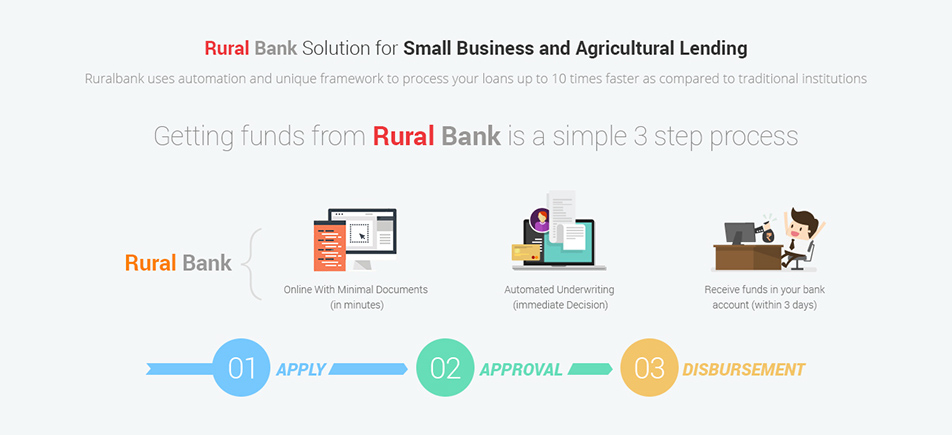 Rural Bank Solution for Small Business and Agricultural Lending
Ruralbank uses automation and unique framework to process your loans up to 10 times faster as compared to traditional institutions
Getting funds from Rural Bank is a simple 3 step process
Rural Bank
Online With Minimal Documents
(in minutes)
Automated Underwriting
(immediate Decision)
Receive funds in your bank
account (within 3 days)
01 APPLY
02 APPROVAL
03 DISBURSEMENT